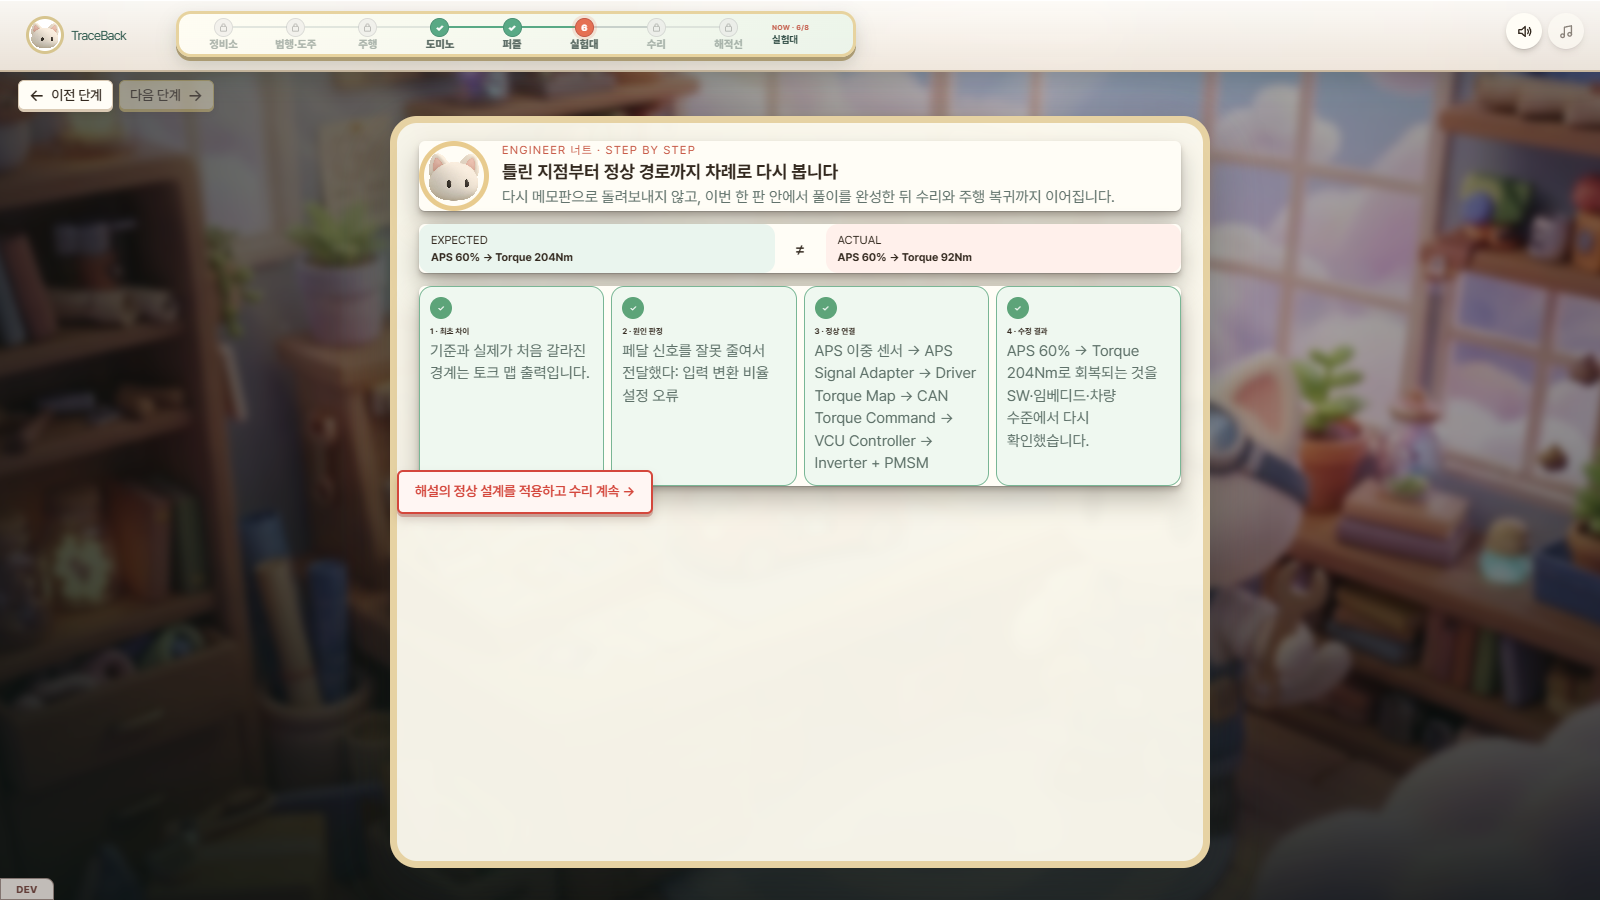 TraceBack
정비소
범행·도주
주행
도미노
퍼즐
6
실험대
수리
해적선
NOW · 6/8
실험대
← 이전 단계
다음 단계 →
ENGINEER 너트 · STEP BY STEP
틀린 지점부터 정상 경로까지 차례로 다시 봅니다
다시 메모판으로 돌려보내지 않고, 이번 한 판 안에서 풀이를 완성한 뒤 수리와 주행 복귀까지 이어집니다.
EXPECTED
APS 60% → Torque 204Nm
≠
ACTUAL
APS 60% → Torque 92Nm
1 · 최초 차이
기준과 실제가 처음 갈라진
경계는 토크 맵 출력입니다.
2 · 원인 판정
페달 신호를 잘못 줄여서
전달했다: 입력 변환 비율
설정 오류
3 · 정상 연결
APS 이중 센서 → APS
Signal Adapter → Driver
Torque Map → CAN
Torque Command →
VCU Controller →
Inverter + PMSM
4 · 수정 결과
APS 60% → Torque
204Nm로 회복되는 것을
SW·임베디드·차량
수준에서 다시
확인했습니다.
해설의 정상 설계를 적용하고 수리 계속 →
DEV